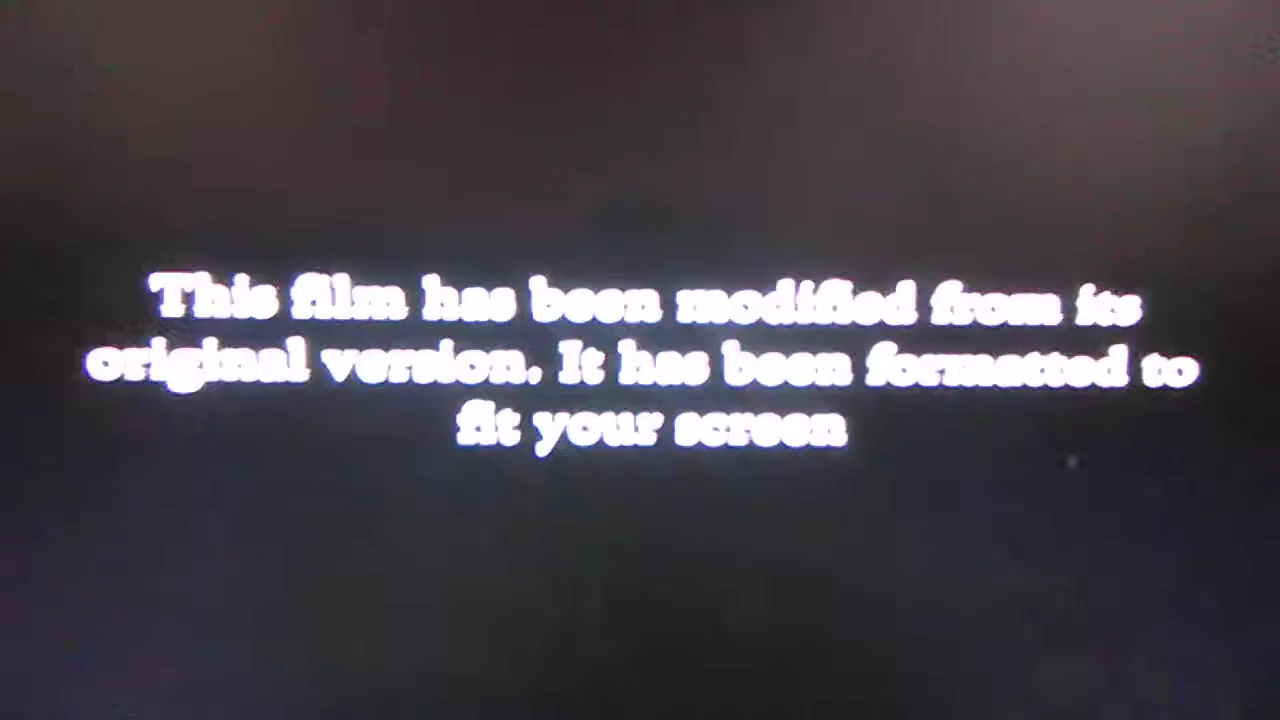 This film has been modified from its
original version. It has been formatted to
fit your screen